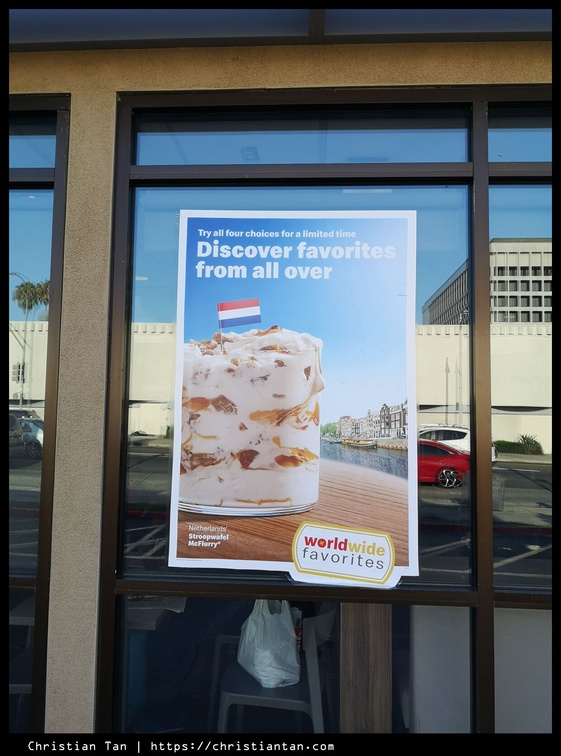 Try all four choices for a limited time
Discover favorites
from all over
Netherlands'
Stroopwafel
McFlurry®
worldwide
favorites
Christian Tan | https://christiantan.com